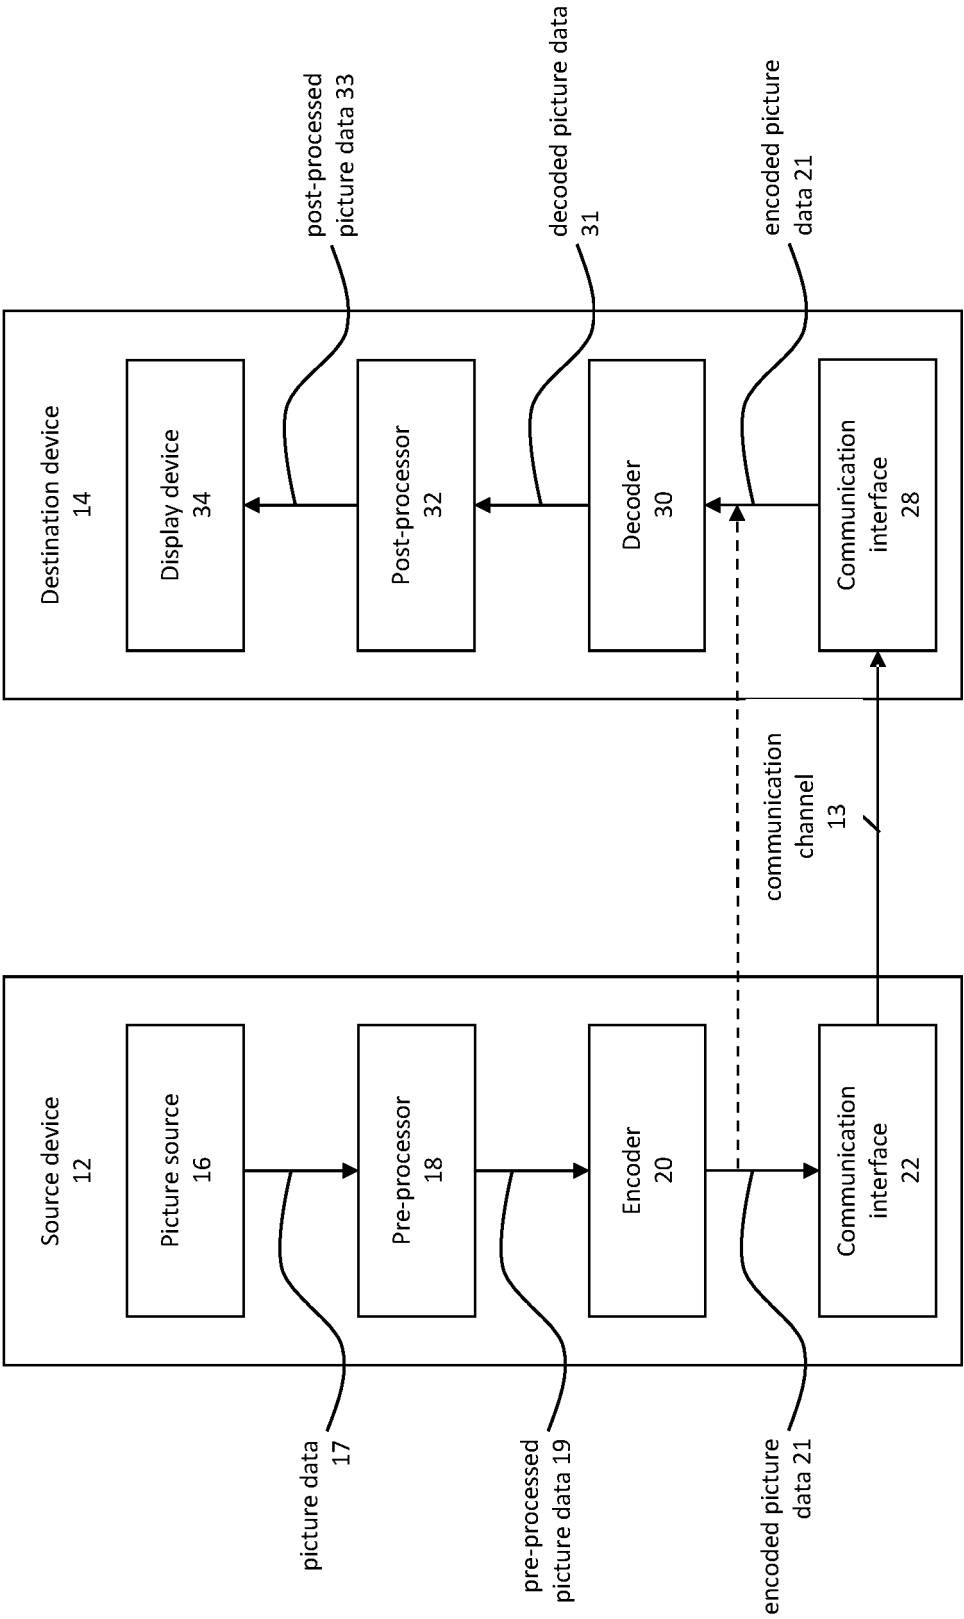 Source device
12
Picture source
16
picture data
17
Pre-processor
18
pre-processed
picture data 19
Encoder
20
encoded picture
data 21
Communication
interface
22
communication
channel
13
Destination device
14
Display device
34
post-processed
picture data 33
Post-processor
32
decoded picture data
31
Decoder
30
encoded picture
data 21
Communication
interface
28